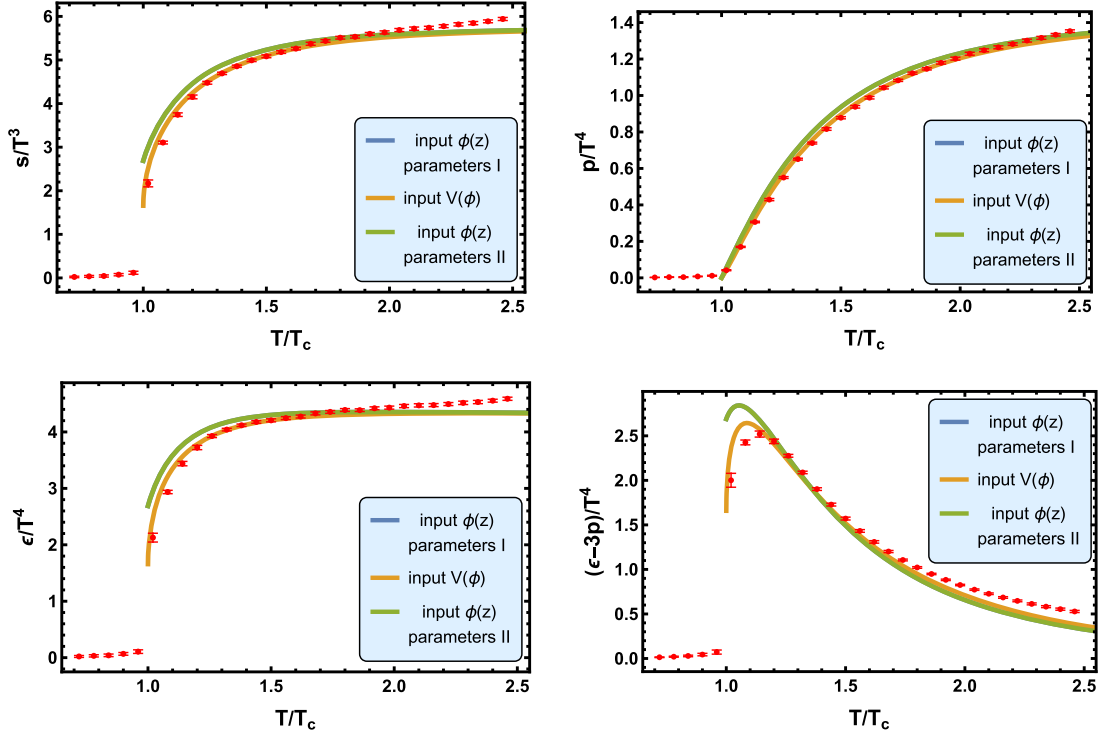 s/T³
6
5
4
3
2
1
0
input ϕ(z)
parameters I
input V(ϕ)
input ϕ(z)
parameters II
1.0 1.5 2.0 2.5
T/Tc
p/T⁴
1.4
1.2
1.0
0.8
0.6
0.4
0.2
0.0
input ϕ(z)
parameters I
input V(ϕ)
input ϕ(z)
parameters II
1.0 1.5 2.0 2.5
T/Tc
ϵ/T⁴
4
3
2
1
0
input ϕ(z)
parameters I
input V(ϕ)
input ϕ(z)
parameters II
1.0 1.5 2.0 2.5
T/Tc
(ϵ−3p)/T⁴
2.5
2.0
1.5
1.0
0.5
0.0
input ϕ(z)
parameters I
input V(ϕ)
input ϕ(z)
parameters II
1.0 1.5 2.0 2.5
T/Tc